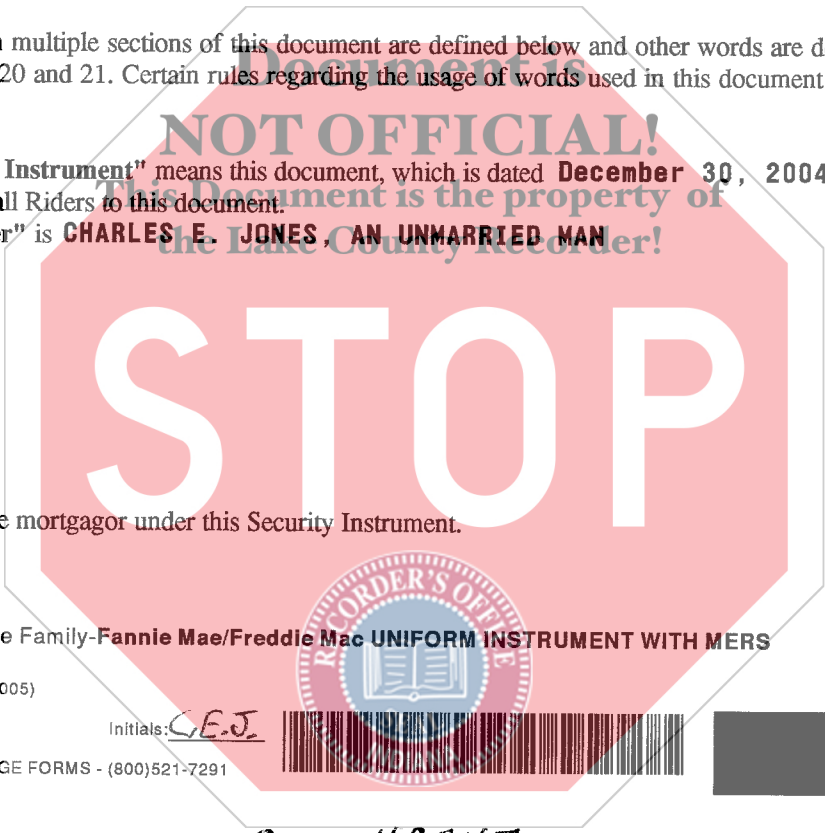 multiple sections of this document are defined below and other words are d
Document is
20 and 21. Certain rules regarding the usage of words used in this document
NOT OFFICIAL!
Instrument" means this document, which is dated December 30, 2004
This Document is the property of
all Riders to this document.
er" is CHARLES E. JONES, AN UNMARRIED MAN
the Lake County Recorder!
STOP
e mortgagor under this Security Instrument.
RECORDER'S OFFICE
e Family-Fannie Mae/Freddie Mac UNIFORM INSTRUMENT WITH MERS
005)
Initials: C.E.J.
SEAL
INDIANA
GE FORMS - (800)521-7291